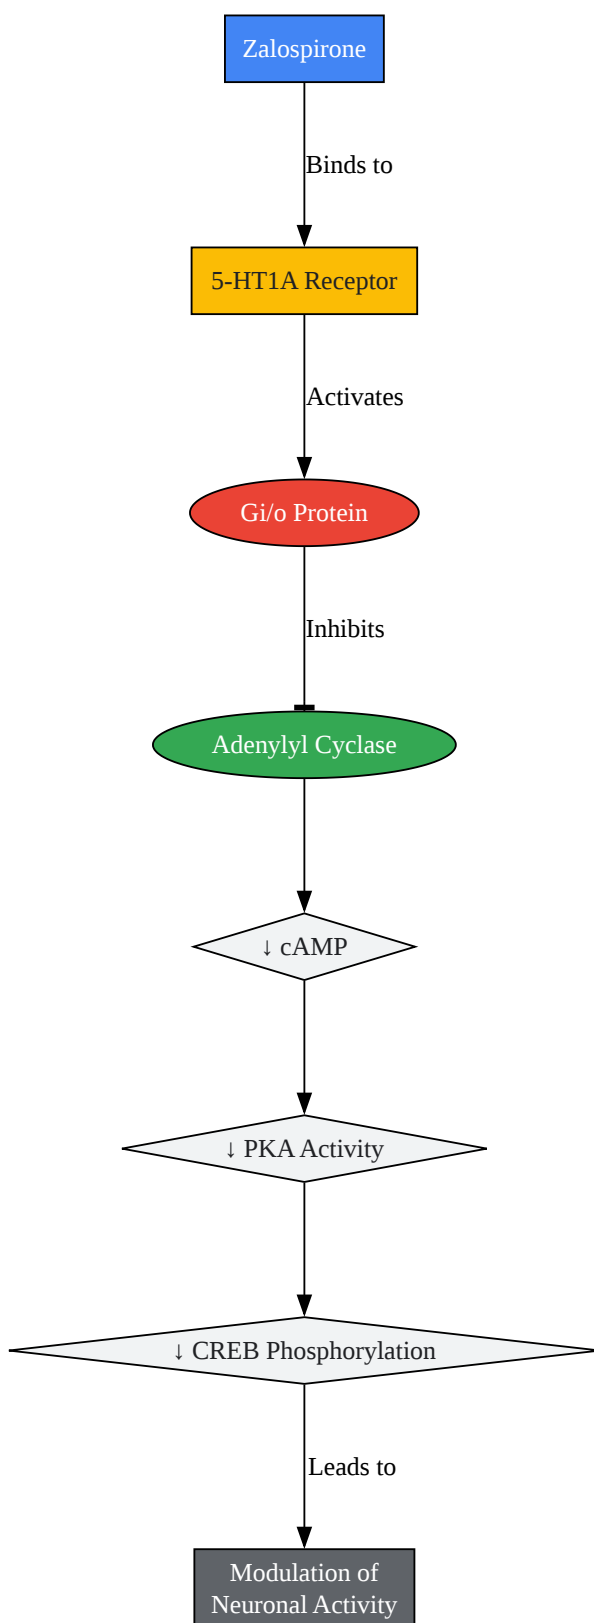 Zalospirone
Binds to
5-HT1A Receptor
Activates
Gi/o Protein
Inhibits
Adenylyl Cyclase
↓ cAMP
↓ PKA Activity
↓ CREB Phosphorylation
Leads to
Modulation of
Neuronal Activity